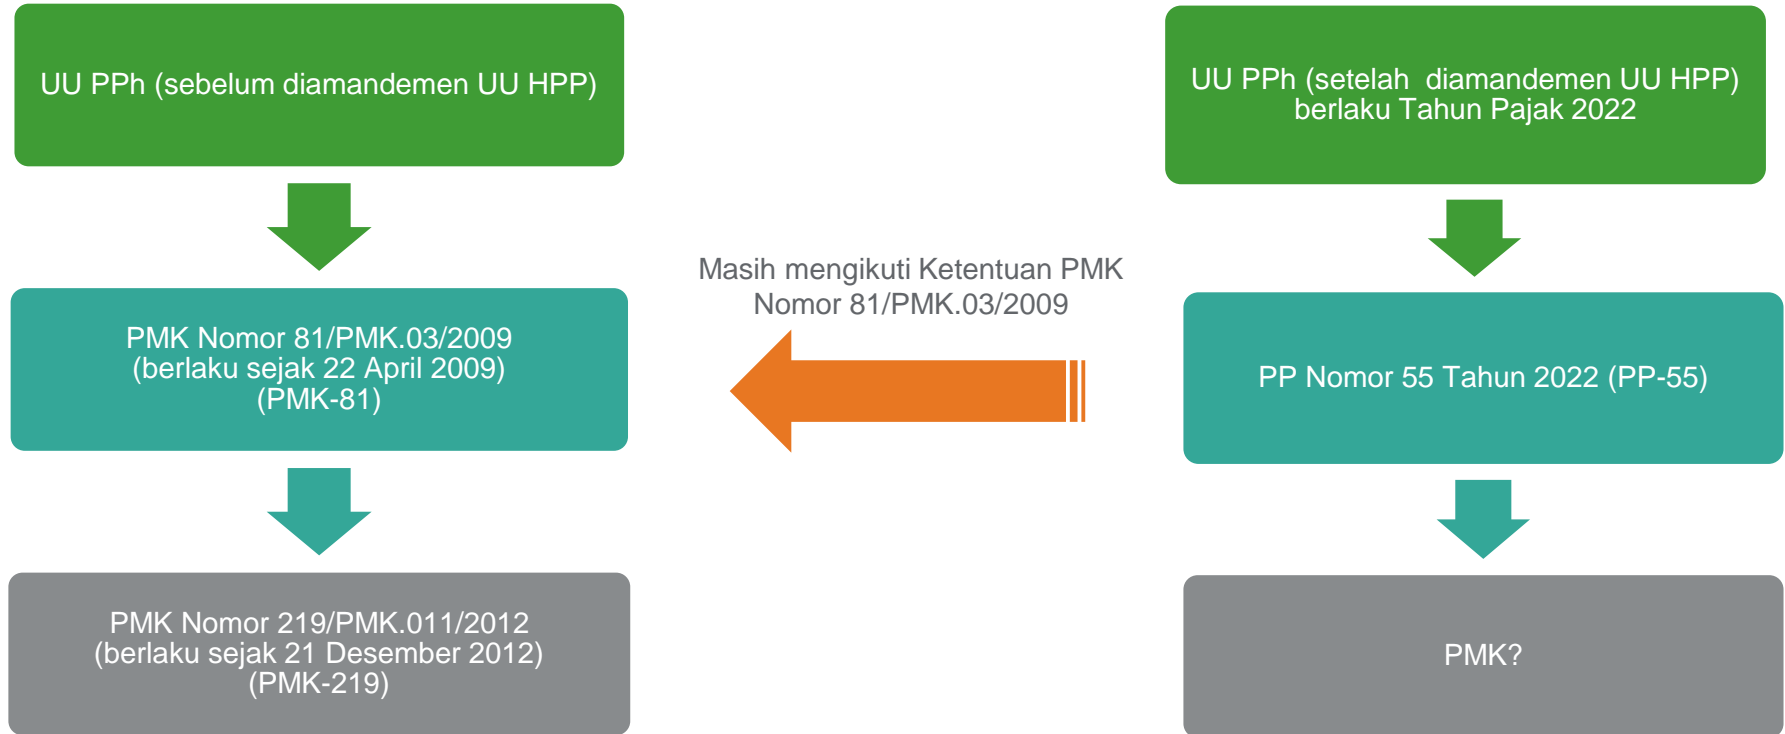 UU PPh (sebelum diamandemen UU HPP)
PMK Nomor 81/PMK.03/2009
(berlaku sejak 22 April 2009)
(PMK-81)
PMK Nomor 219/PMK.011/2012
(berlaku sejak 21 Desember 2012)
(PMK-219)
Masih mengikuti Ketentuan PMK
Nomor 81/PMK.03/2009
UU PPh (setelah diamandemen UU HPP)
berlaku Tahun Pajak 2022
PP Nomor 55 Tahun 2022 (PP-55)
PMK?